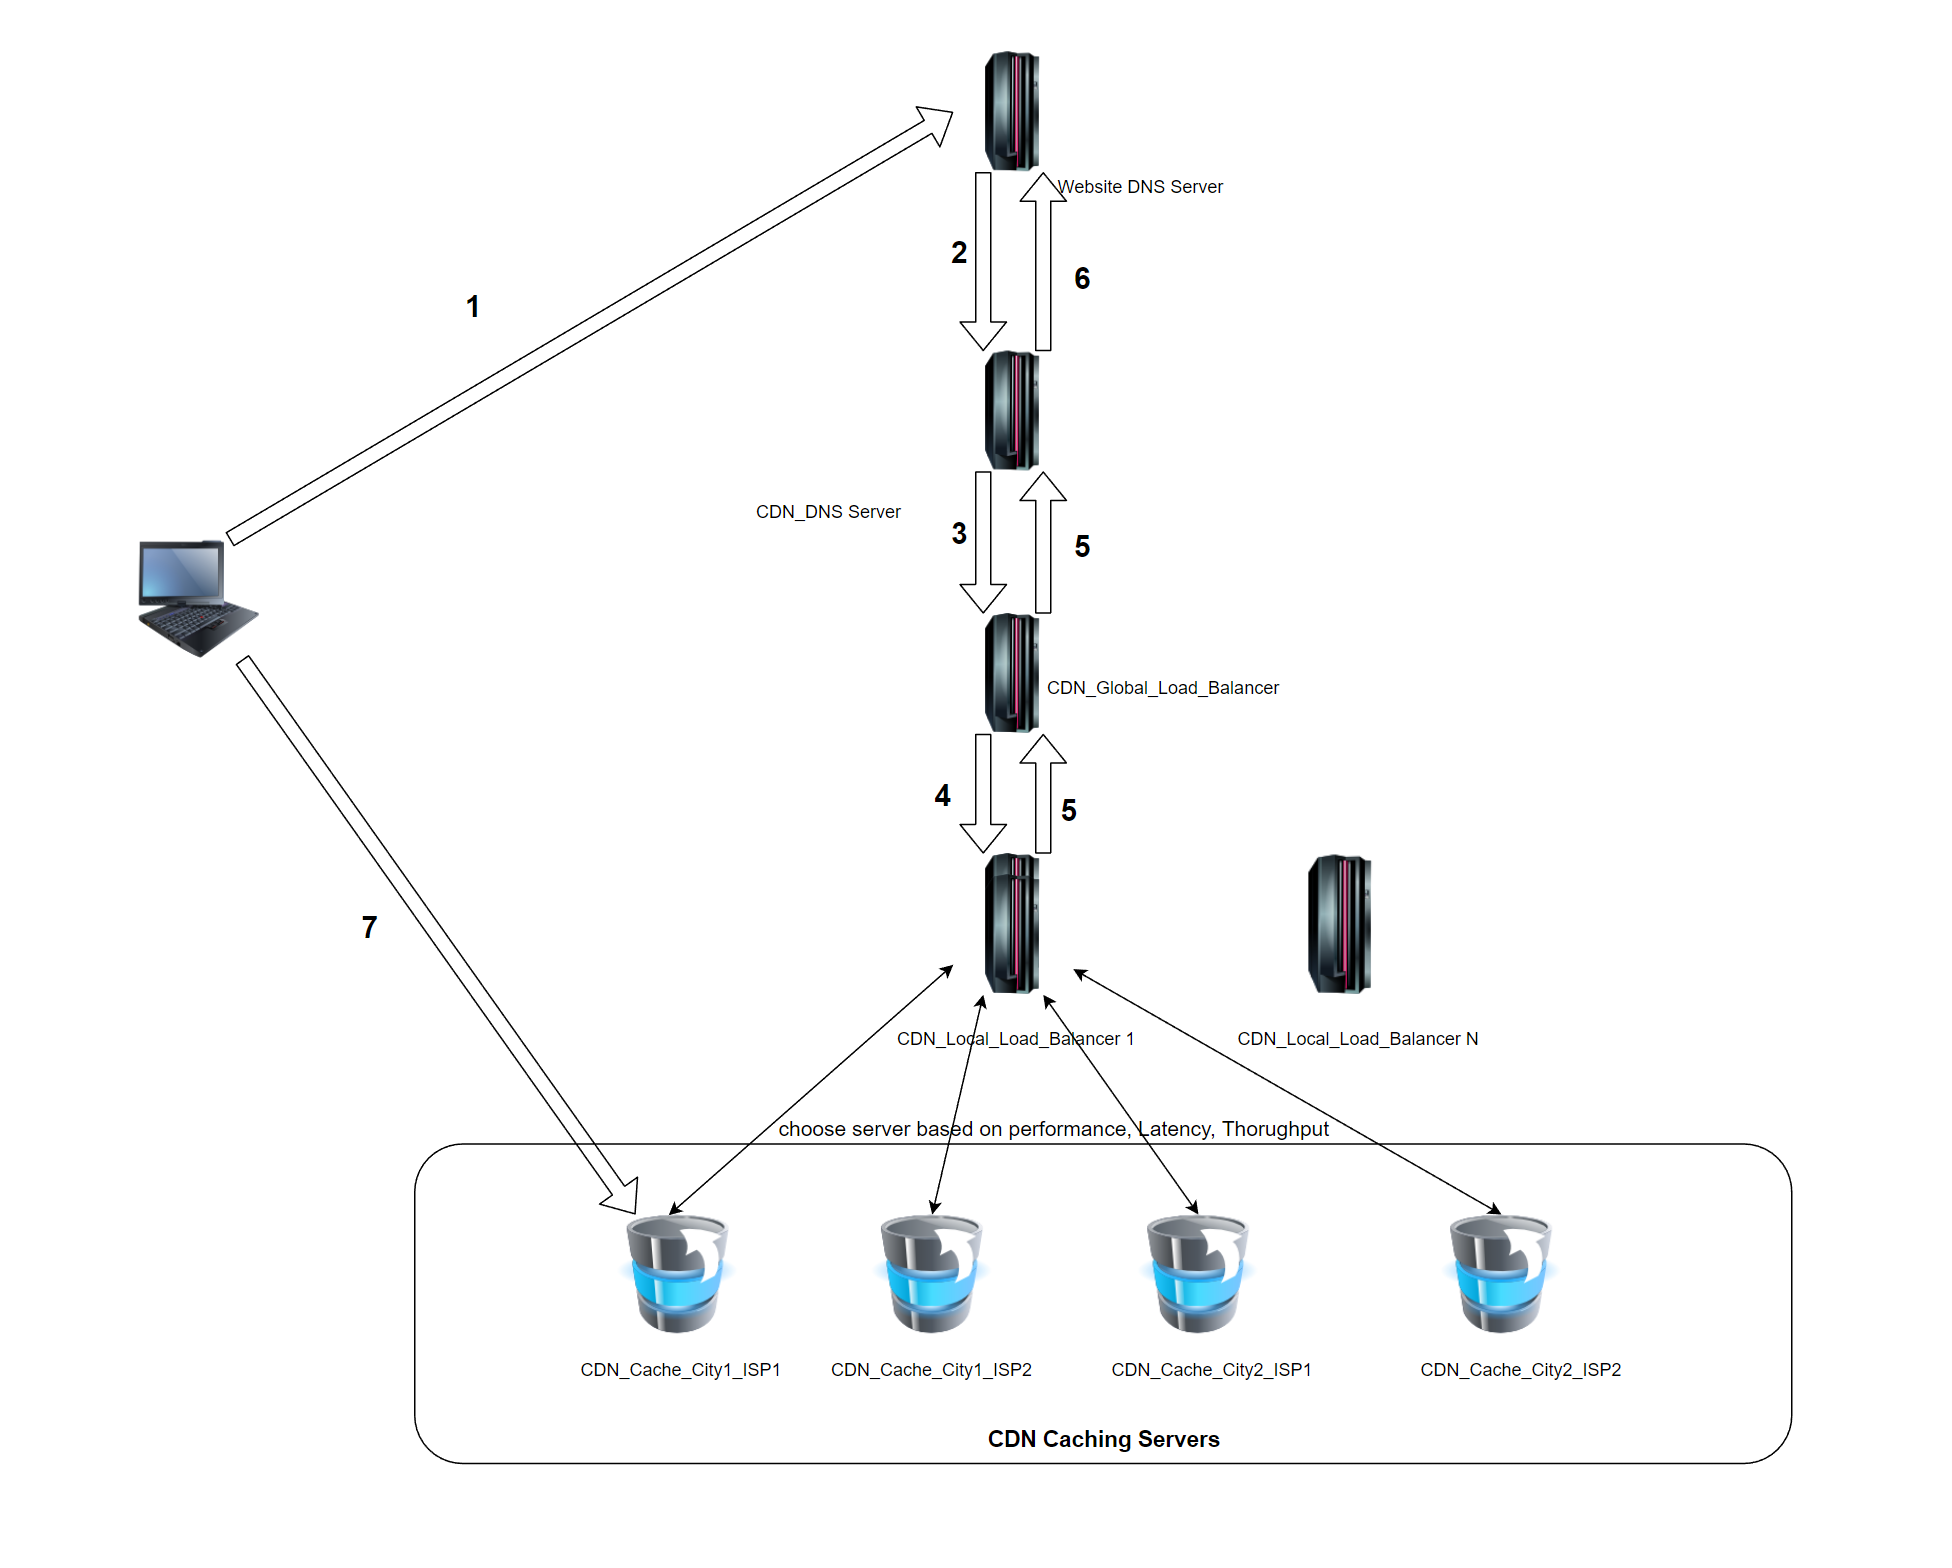 Website DNS Server
2
6
1
CDN_DNS Server
3
5
CDN_Global_Load_Balancer
4
5
7
CDN_Local_Load_Balancer 1
CDN_Local_Load_Balancer N
choose server based on performance, Latency, Thorughput
CDN_Cache_City1_ISP1
CDN_Cache_City1_ISP2
CDN_Cache_City2_ISP1
CDN_Cache_City2_ISP2
CDN Caching Servers